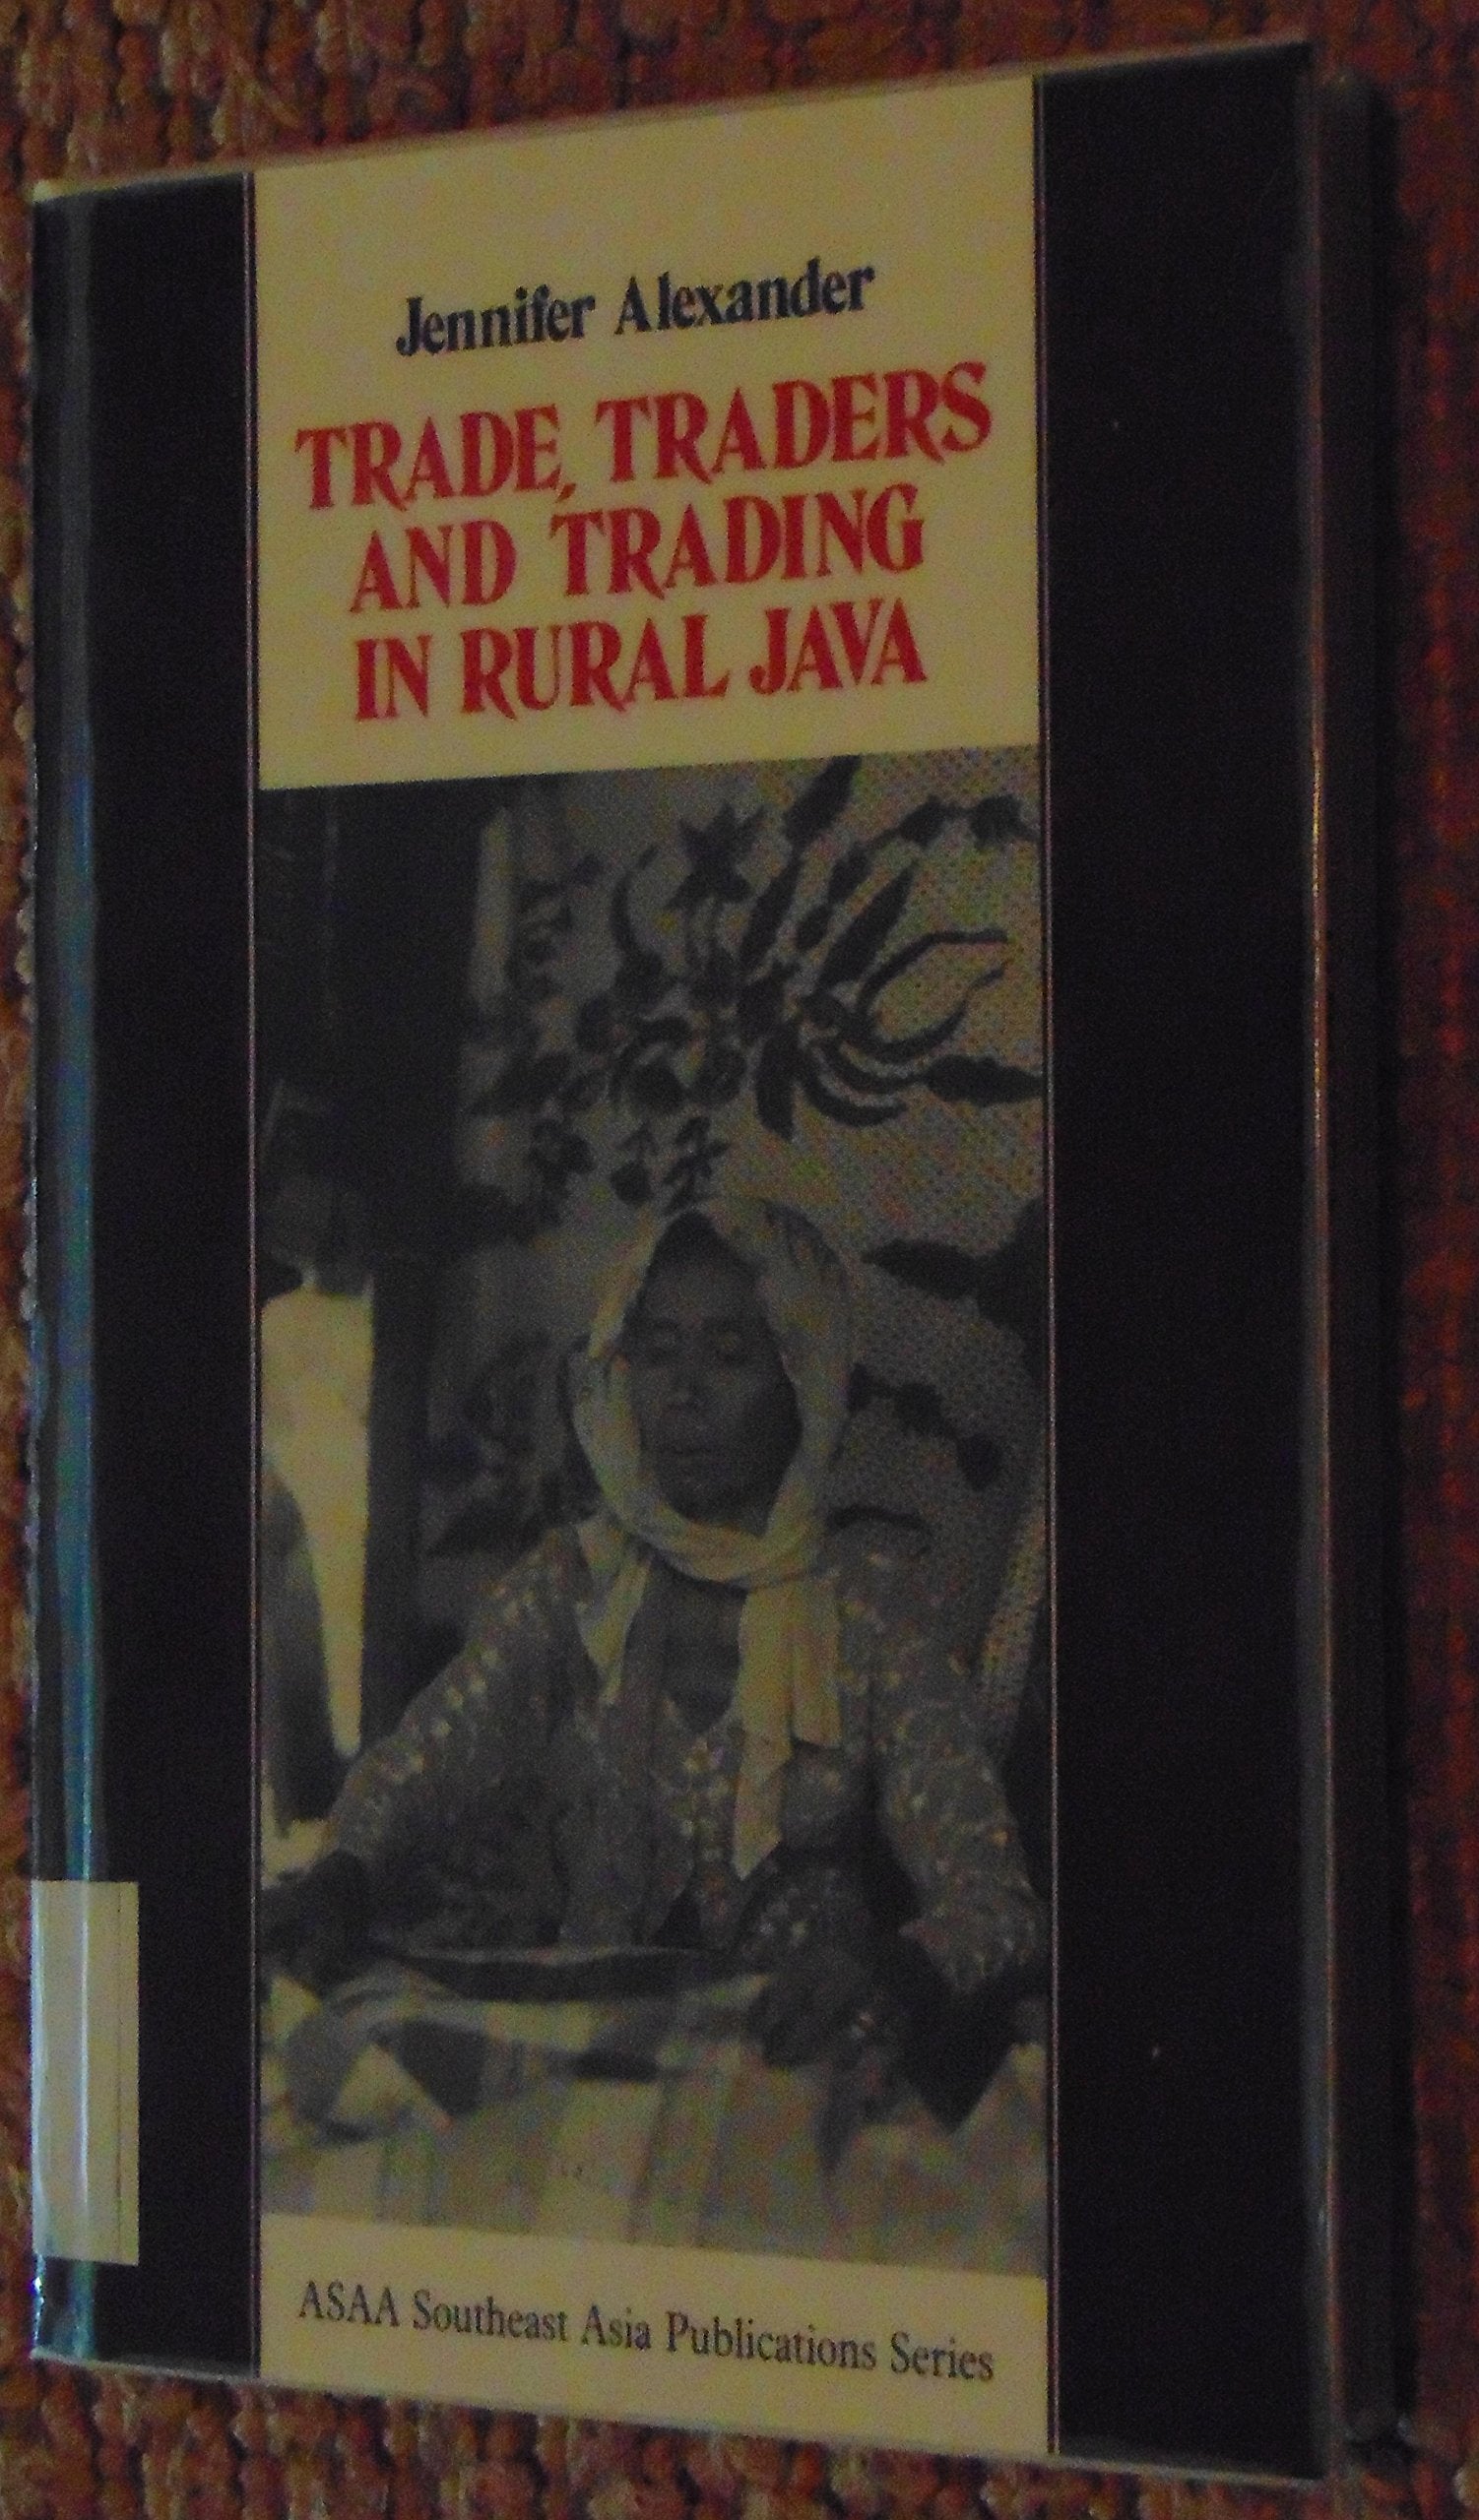 Jennifer Alexander
TRADE, TRADERS
AND TRADING
IN RURAL JAVA
ASAA Southeast Asia Publications Series